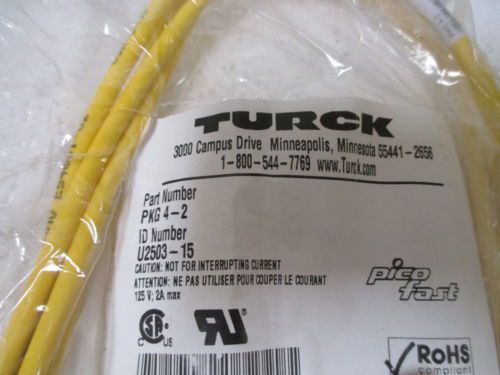 TURCK
3000 Campus Drive Minneapolis, Minnesota 55441-2656
1-800-544-7769 www.Turck.com
Part Number
PKG 4-2
ID Number
U2503-15
CAUTION: NOT FOR INTERRUPTING CURRENT
ATTENTION: NE PAS UTILISER POUR COUPER LE COURANT
125 V; 2A max
pico
fast
C US
RoHS
compliant